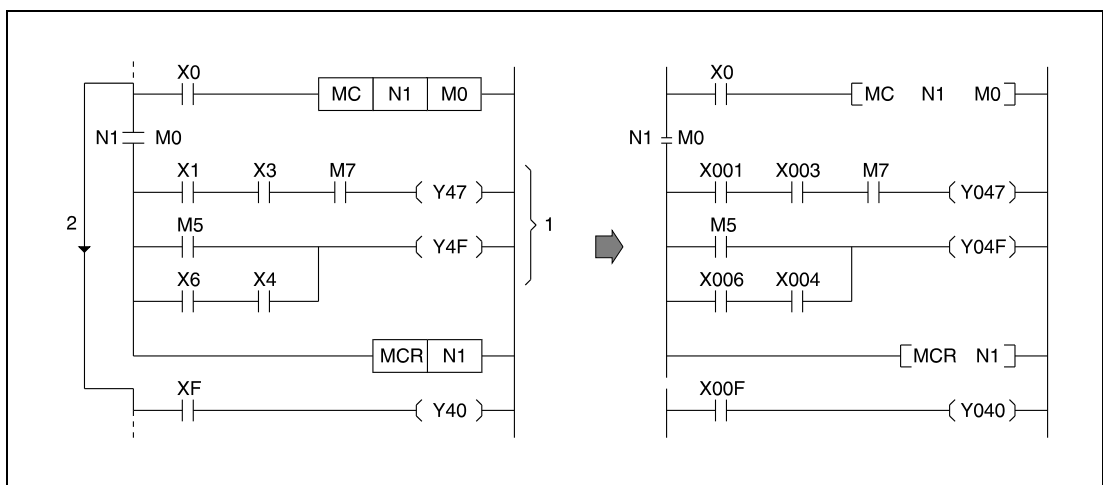 X0
MC N1 M0
N1 M0
X1 X3 M7 Y47
1
2
M5 Y4F
X6 X4
MCR N1
XF Y40
X0
MC N1 M0
N1 M0
X001 X003 M7 Y047
M5 Y04F
X006 X004
MCR N1
X00F Y040